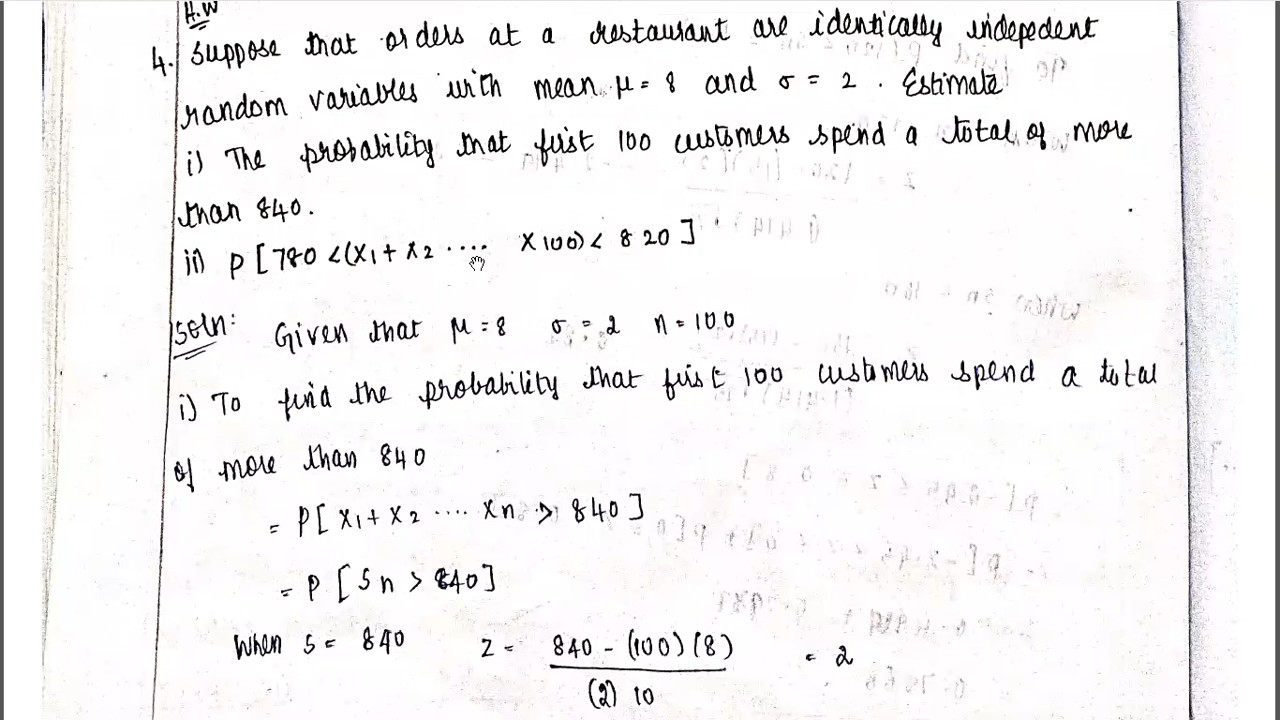 H.W
4. Suppose that orders at a restaurant are identically indepedent
random variables with mean μ = 8 and σ = 2 . Estimate
i) The probability that first 100 customers spend a total of more
than 840.
ii) P [ 780 < (X1 + X2 .... X100) < 820 ]
Soln: Given that μ = 8 σ = 2 n = 100
i) To find the probability that first 100 customers spend a total
of more than 840
= P [ X1 + X2 .... Xn > 840 ]
= P [ Sn > 840 ]
When S = 840 Z = 840 - (100) (8) / (2) 10 = 2